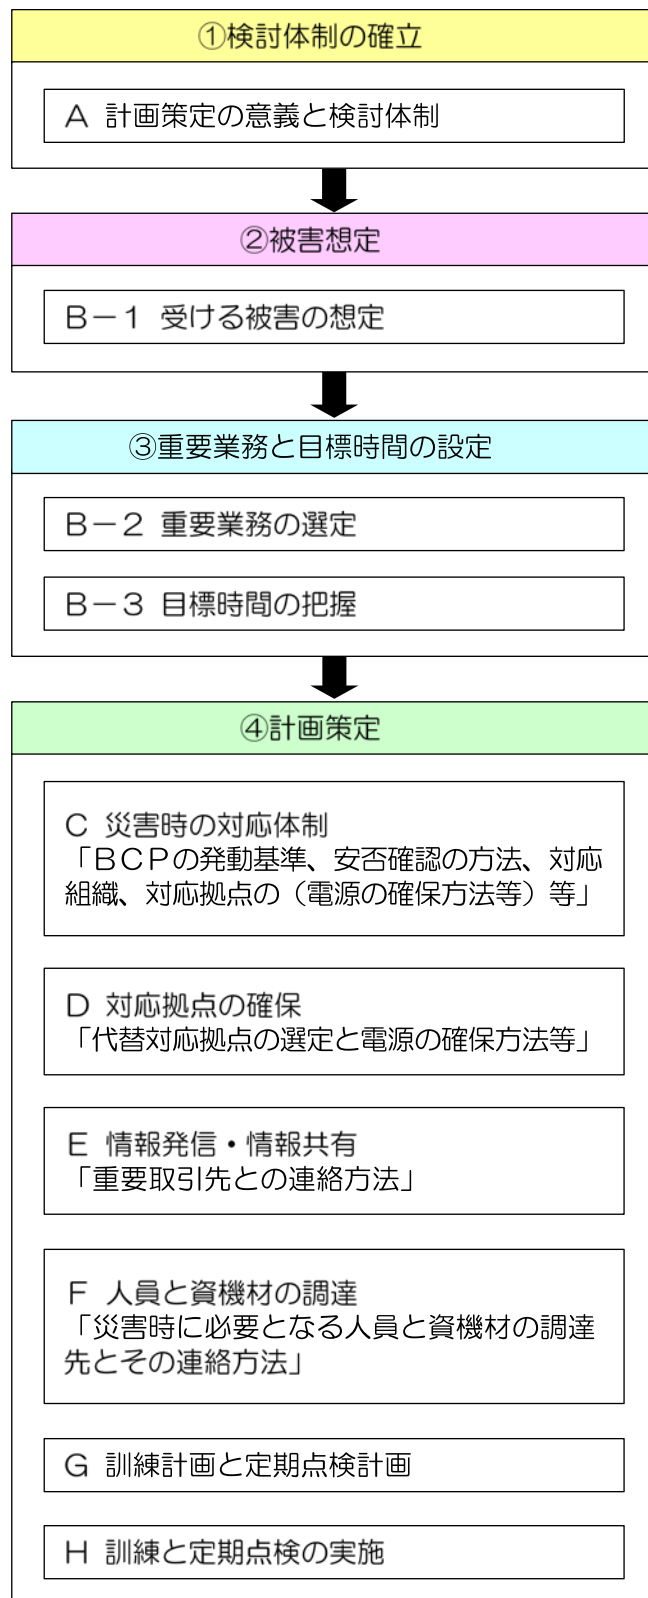 ①検討体制の確立
A 計画策定の意義と検討体制
②被害想定
B－1 受ける被害の想定
③重要業務と目標時間の設定
B－2 重要業務の選定
B－3 目標時間の把握
④計画策定
C 災害時の対応体制
「BCPの発動基準、安否確認の方法、対応
組織、対応拠点の（電源の確保方法等）等」
D 対応拠点の確保
「代替対応拠点の選定と電源の確保方法等」
E 情報発信・情報共有
「重要取引先との連絡方法」
F 人員と資機材の調達
「災害時に必要となる人員と資機材の調達
先とその連絡方法」
G 訓練計画と定期点検計画
H 訓練と定期点検の実施